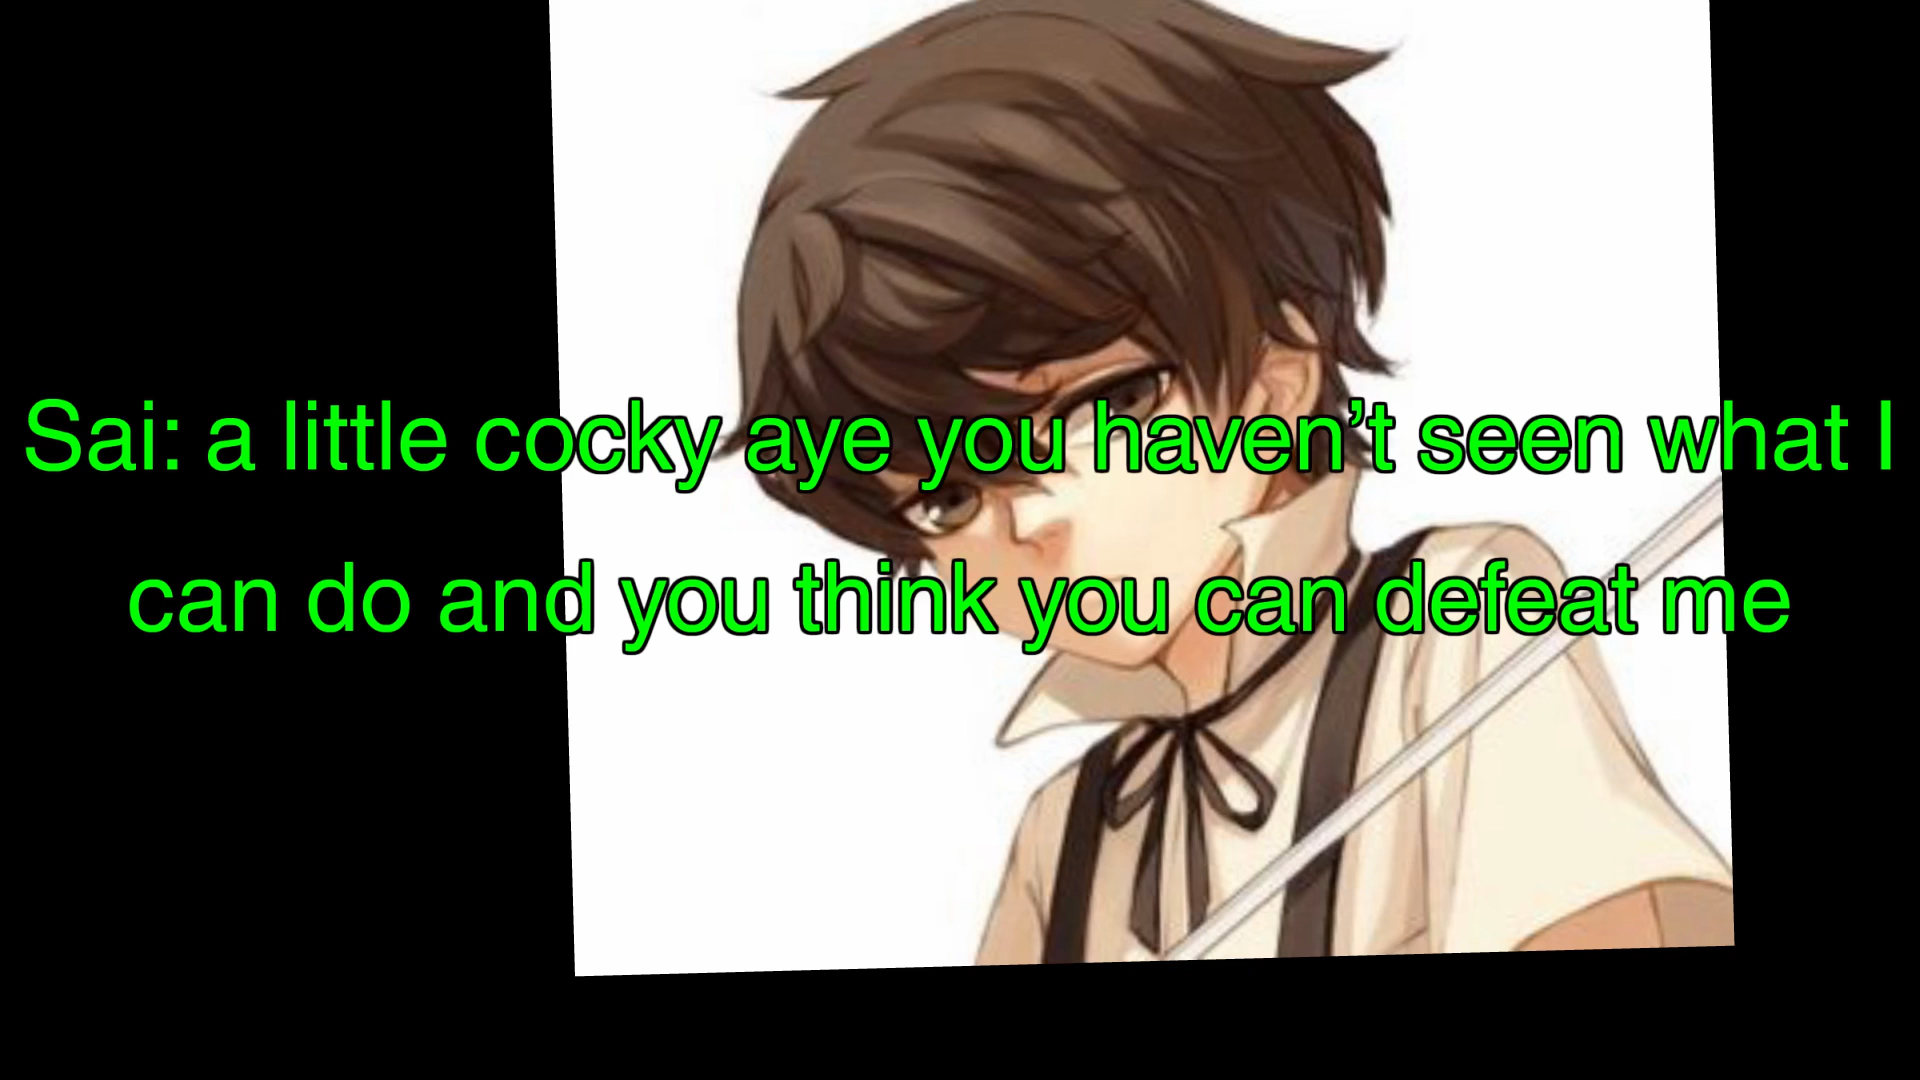 Sai: a little cocky aye you haven’t seen what I
can do and you think you can defeat me